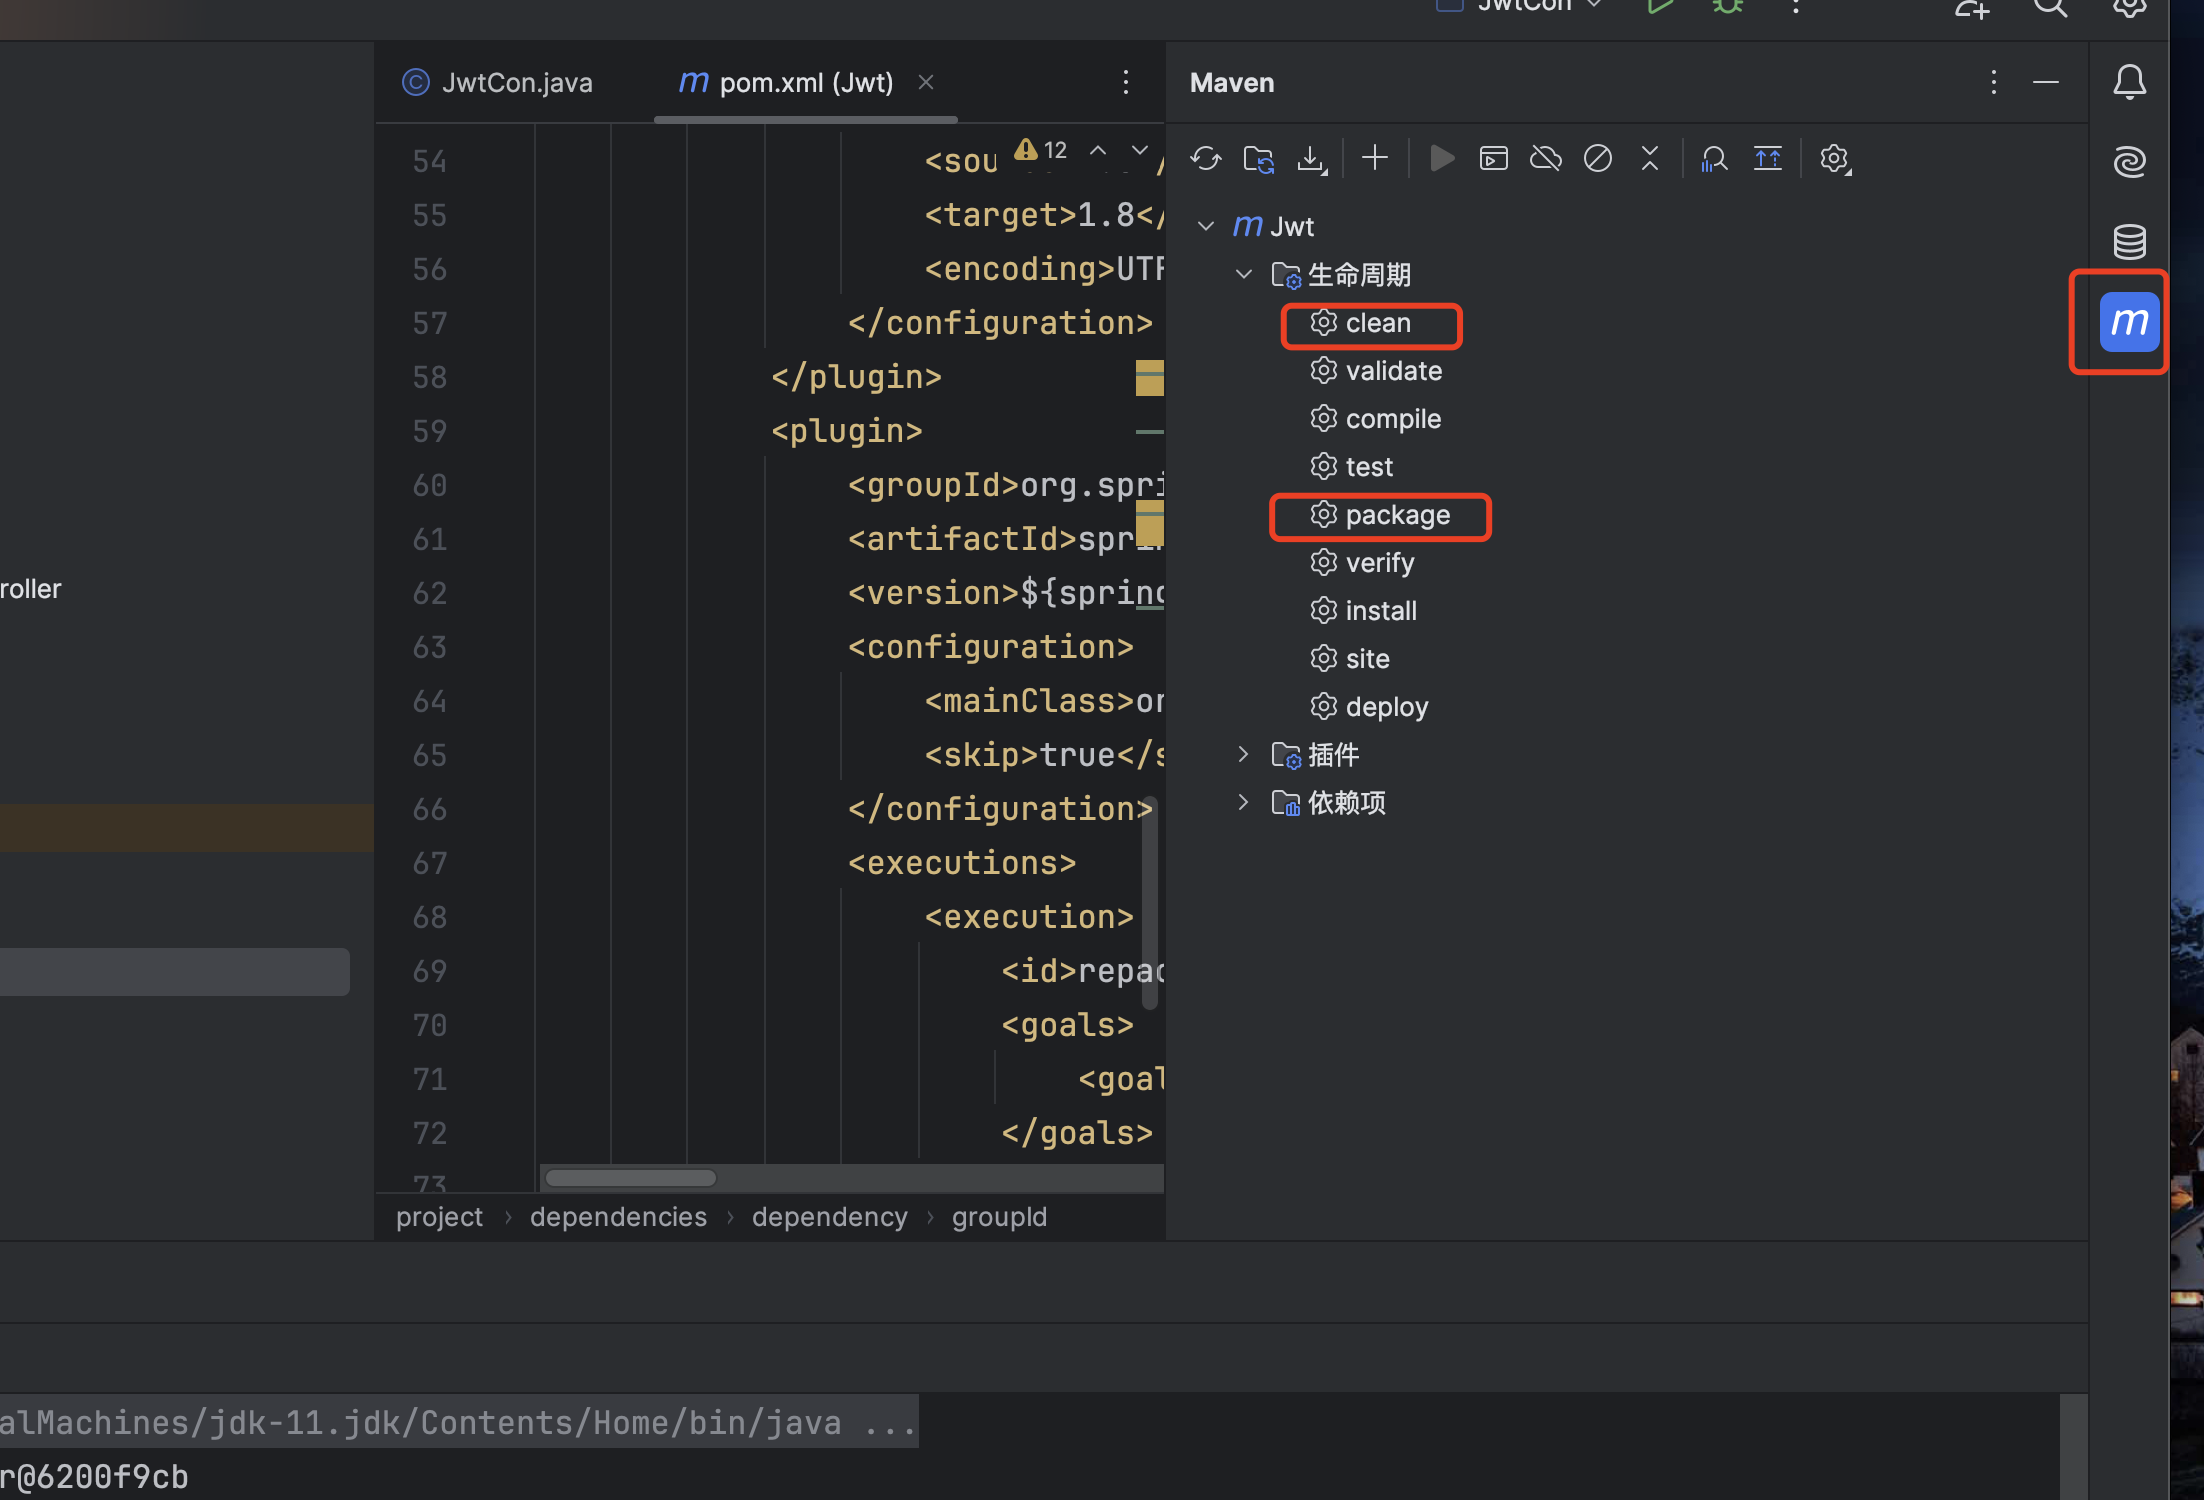 JwtCon
JwtCon.java
pom.xml (Jwt)
Maven
12
54 <sou
55 <target>1.8</
56 <encoding>UTF
57 </configuration>
58 </plugin>
59 <plugin>
60 <groupId>org.spri
61 <artifactId>sprin
62 <version>${spring
63 <configuration>
64 <mainClass>or
65 <skip>true</s
66 </configuration>
67 <executions>
68 <execution>
69 <id>repac
70 <goals>
71 <goal
72 </goals>
73
project › dependencies › dependency › groupId
m Jwt
生命周期
clean
validate
compile
test
package
verify
install
site
deploy
插件
依赖项
m
roller
alMachines/jdk-11.jdk/Contents/Home/bin/java ...
r@6200f9cb